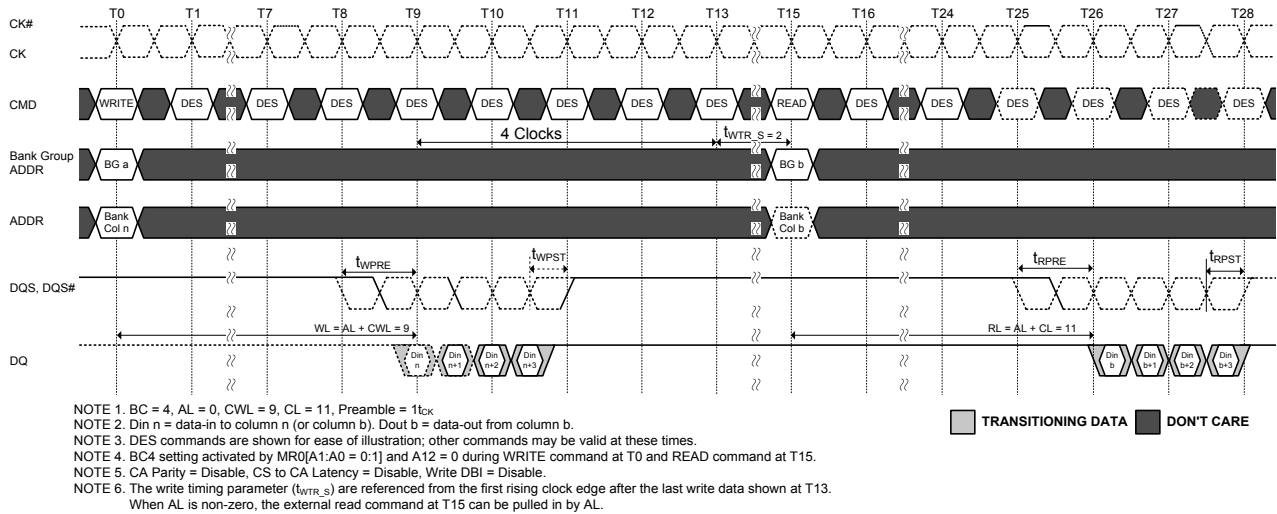 T0 T1 T7 T8 T9 T10 T11 T12 T13 T15 T16 T24 T25 T26 T27 T28
CK#
CK
CMD WRITE DES DES DES DES DES DES DES DES READ DES DES DES DES DES DES
4 Clocks tWTR_S = 2
Bank Group
ADDR
BG a BG b
ADDR
Bank
Col n
Bank
Col b
tWPRE tWPST tRPRE tRPST
DQS, DQS#
WL = AL + CWL = 9 RL = AL + CL = 11
DQ
Din
n
Din
n+1
Din
n+2
Din
n+3
Din
b
Din
b+1
Din
b+2
Din
b+3
NOTE 1. BC = 4, AL = 0, CWL = 9, CL = 11, Preamble = 1tCK
NOTE 2. Din n = data-in to column n (or column b). Dout b = data-out from column b.
NOTE 3. DES commands are shown for ease of illustration; other commands may be valid at these times.
NOTE 4. BC4 setting activated by MR0[A1:A0 = 0:1] and A12 = 0 during WRITE command at T0 and READ command at T15.
NOTE 5. CA Parity = Disable, CS to CA Latency = Disable, Write DBI = Disable.
NOTE 6. The write timing parameter (tWTR_S) are referenced from the first rising clock edge after the last write data shown at T13.
When AL is non-zero, the external read command at T15 can be pulled in by AL.
TRANSITIONING DATA DON'T CARE